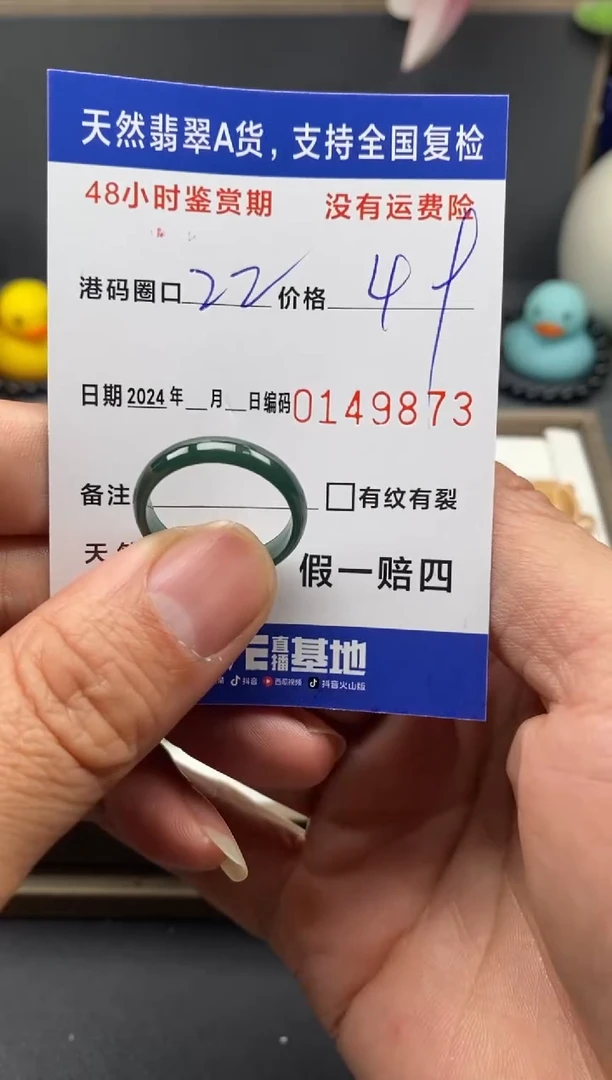 天然翡翠A货，支持全国复检
48小时鉴赏期 没有运费险
港码圈口 22 价格
日期2024年__月__日编码0149873
备注 □有纹有裂
天 假一赔四
直播基地
抖音 西瓜视频 抖音火山版